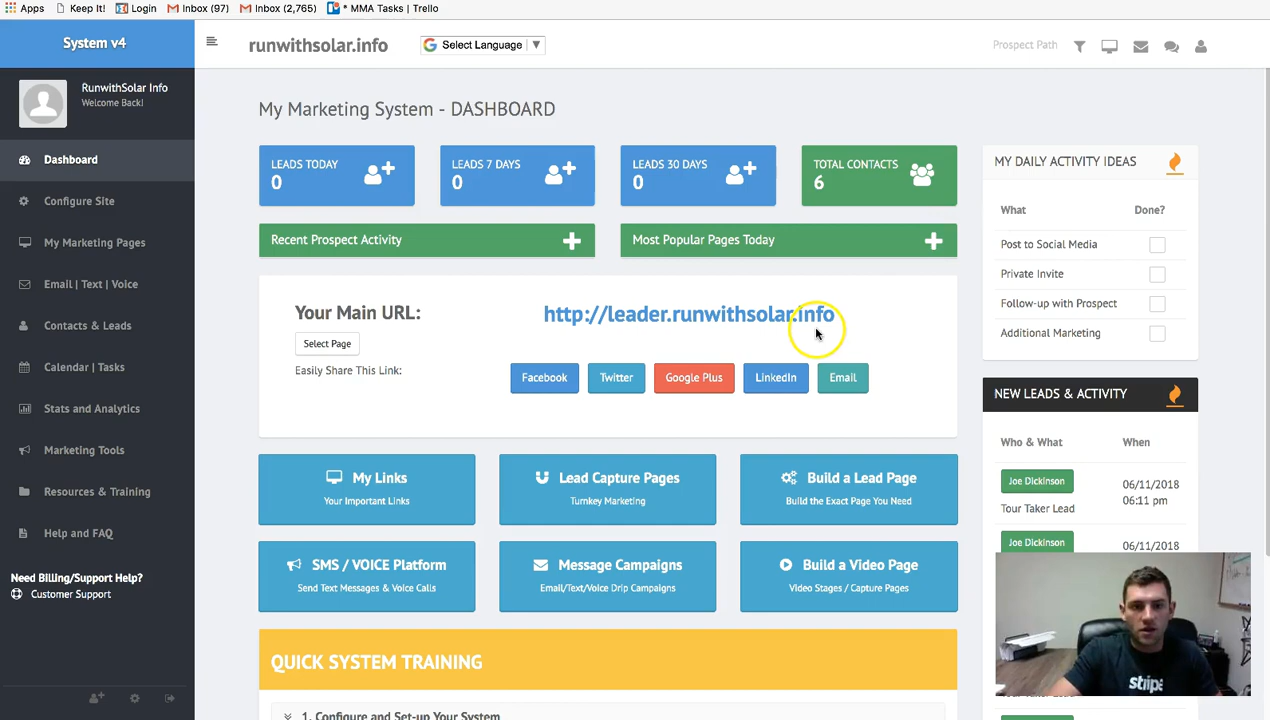 Apps Keep It! Login Inbox (97) Inbox (2,765) * MMA Tasks | Trello
System v4
runwithsolar.info
Select Language
Prospect Path
RunwithSolar Info
Welcome Back!
Dashboard
Configure Site
My Marketing Pages
Email | Text | Voice
Contacts & Leads
Calendar | Tasks
Stats and Analytics
Marketing Tools
Resources & Training
Help and FAQ
Need Billing/Support Help?
Customer Support
My Marketing System - DASHBOARD
LEADS TODAY
0
LEADS 7 DAYS
0
LEADS 30 DAYS
0
TOTAL CONTACTS
6
Recent Prospect Activity
Most Popular Pages Today
Your Main URL:
http://leader.runwithsolar.info
Select Page
Easily Share This Link:
Facebook Twitter Google Plus LinkedIn Email
My Links
Your Important Links
Lead Capture Pages
Turnkey Marketing
Build a Lead Page
Build the Exact Page You Need
SMS / VOICE Platform
Send Text Messages & Voice Calls
Message Campaigns
Email/Text/Voice Drip Campaigns
Build a Video Page
Video Stages / Capture Pages
QUICK SYSTEM TRAINING
1. Configure and Set-up Your System
MY DAILY ACTIVITY IDEAS
What Done?
Post to Social Media
Private Invite
Follow-up with Prospect
Additional Marketing
NEW LEADS & ACTIVITY
Who & What When
Joe Dickinson
06/11/2018
06:11 pm
Tour Taker Lead
Joe Dickinson
06/11/2018
stripe